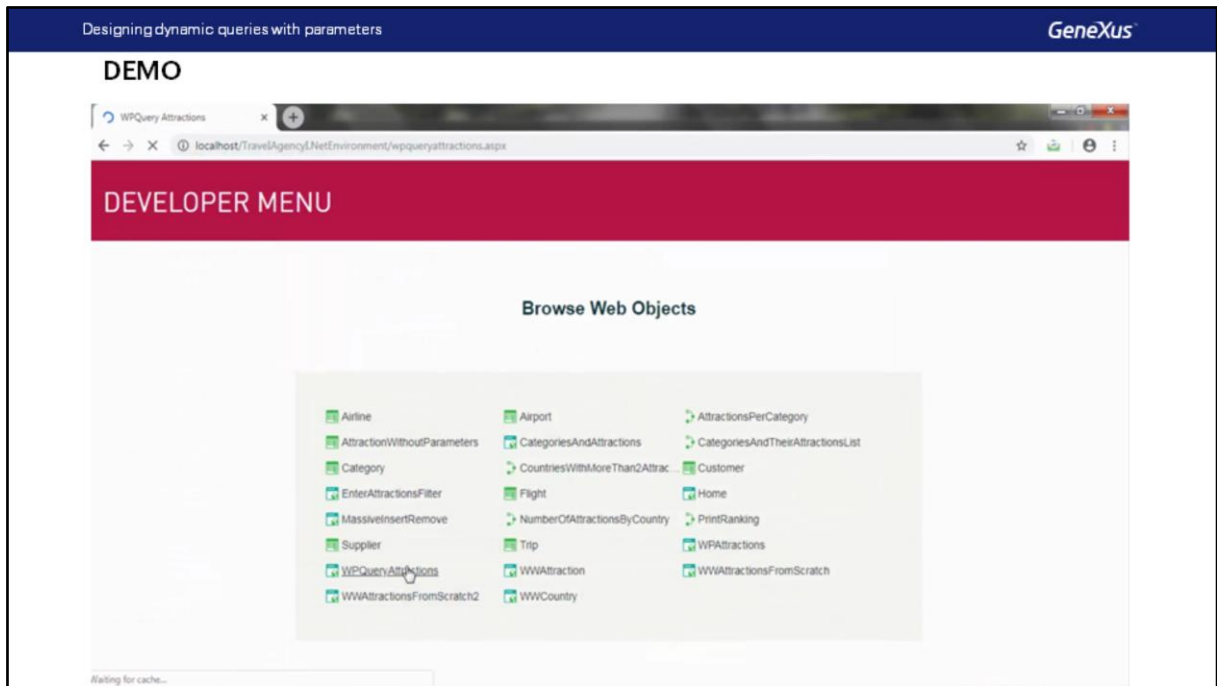 Designing dynamic queries with parameters
GeneXus
DEMO
WPQuery Attractions
localhost/TravelAgencyLNetEnvironment/wpqueryattractions.aspx
DEVELOPER MENU
Browse Web Objects
Airline Airport AttractionsPerCategory
AttractionWithoutParameters CategoriesAndAttractions CategoriesAndTheirAttractionsList
Category CountriesWithMoreThan2Attrac... Customer
EnterAttractionsFilter Flight Home
MassiveInsertRemove NumberOfAttractionsByCountry PrintRanking
Supplier Trip WPAttractions
WPQueryAttractions WWAttraction WWAttractionsFromScratch
WWAttractionsFromScratch2 WWCountry
Waiting for cache...